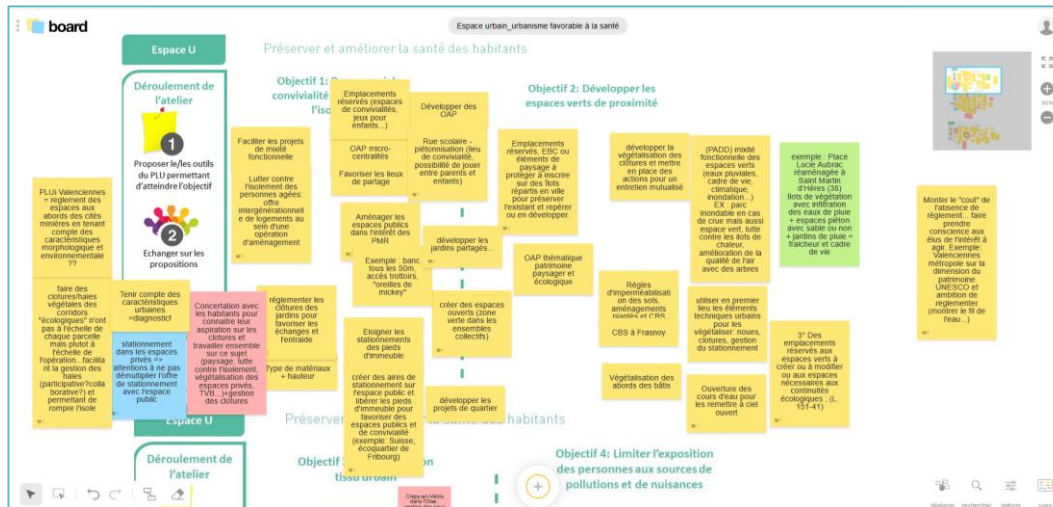 board
Espace urbain_urbanisme favorable à la santé
Espace U
Préserver et améliorer la santé des habitants
Déroulement de
l'atelier
1
Proposer le/les outils
du PLU permettant
d'atteindre l'objectif
2
Echanger sur les
propositions
Objectif 1:
convivialité
l'iso
Objectif 2: Développer les
espaces verts de proximité
Emplacements
réservés (espaces
de convivialités,
jeux pour
enfants...)
Développer des
OAP
Faciliter les projets
de mixité
fonctionnelle
Lutter contre
l'isolement des
personnes agées:
offre
intergénérationnell
e de logements au
sein d'une
opération
d'aménagement
OAP micro-
centralités
Favoriser les lieux
de partage
Rue scolaire -
piétonnisation (lieu
de convivialité,
possibilité de jouer
entre parents et
enfants)
Aménager les
espaces publics
dans l'intérêt des
PMR
Exemple : banc
tous les 50m,
accès trottoirs,
"oreilles de
mickey"
développer les
jardins partagés...
Emplacements
réservés, EBC ou
éléments de
paysage à
protéger à inscrire
sur des îlots
répartis en ville
pour préserver
l'existant et repérer
ou en développer.
OAP thématique
patrimoine
paysager et
écologique
développer la
végétalisation des
clôtures et mettre
en place des
actions pour un
entretien mutualisé
(PADD) mixité
fonctionnelle des
espaces verts
(eaux pluviales,
cadre de vie,
climatique,
inondation...)
EX : parc
inondable en cas
de crue mais aussi
espace vert, lutte
contre les ilots de
chaleur,
amélioration de la
qualité de l'air
avec des arbres
exemple : Place
Lucie Aubrac
réaménagée à
Saint Martin
d'Hères (38)
Ilots de végétation
avec infiltration
des eaux de pluie
+ espaces piéton
avec sable ou non
+ jardins de pluie =
fraicheur et cadre
de vie
Monter le "cout" de
l'absence de
règlement... faire
prendre
conscience aux
élus de l'intérêt à
agir. Exemple:
Valenciennes
métropole sur la
dimension du
patrimoine
UNESCO et
ambition de
reglementer
(montrer le fil de
l'eau...)
PLUI Valenciennes
= reglement des
espaces aux
abords des cités
minières en tenant
compte des
caractéristiques
morphologique et
environnementale
??
faire des
clotures/haies
végétales des
corridors
"écologiques" n'ont
pas à l'échelle de
chaque parcelle
mais plutot à
l'échelle de
l'opération...facilita
nt la gestion des
haies
(participative?colla
borative?) et
permettant de
rompre l'isole
Tenir compte des
caractéristiques
urbaines
=diagnostict
stationnement
dans les espaces
privés =>
attentions à ne pas
démultiplier l'offre
de stationnement
avec l'espace
public
Concertation avec
les habitants pour
connaitre leur
aspiration sur les
clotures et
travailler ensemble
sur ce sujet
(paysage, lutte
contre l'isolement,
végétalisation des
espaces privés,
TVB...)+gestion des
clotures
réglementer les
clôtures des jardins
pour favoriser les
échanges et
l'entraide
Type de matériaux
+ hauteur
Eloigner les
stationnements
des pieds
d'immeuble
créer des aires de
stationnement sur
l'espace public et
libérer les pieds
d'immeuble pour
favoriser des
espaces publics et
de convivialité
(exemple: Suisse,
écoquartier de
Fribourg)
créer des espaces
ouverts (zone
verte dans les
ensembles
collectifs)
développer les
projets de quartier
Règles
d'imperméabilisati
on des sols,
aménagements
CBS à Frasnoy
Végétalisation des
abords des bâtis
utiliser en premier
lieu les éléments
techniques urbains
pour les
végétaliser: noues,
clotures, gestion
du stationnement
Ouverture des
cours d'eau pour
les remettre à ciel
ouvert
3° Des
emplacements
réservés aux
espaces verts à
créer ou à modifier
ou aux espaces
nécessaires aux
continuités
écologiques ; (L.
151-41)
Espace U
Déroulement de
l'atelier
tissu urbain
Objectif 4: Limiter l'exposition
des personnes aux sources de
pollutions et de nuisances
rechercher